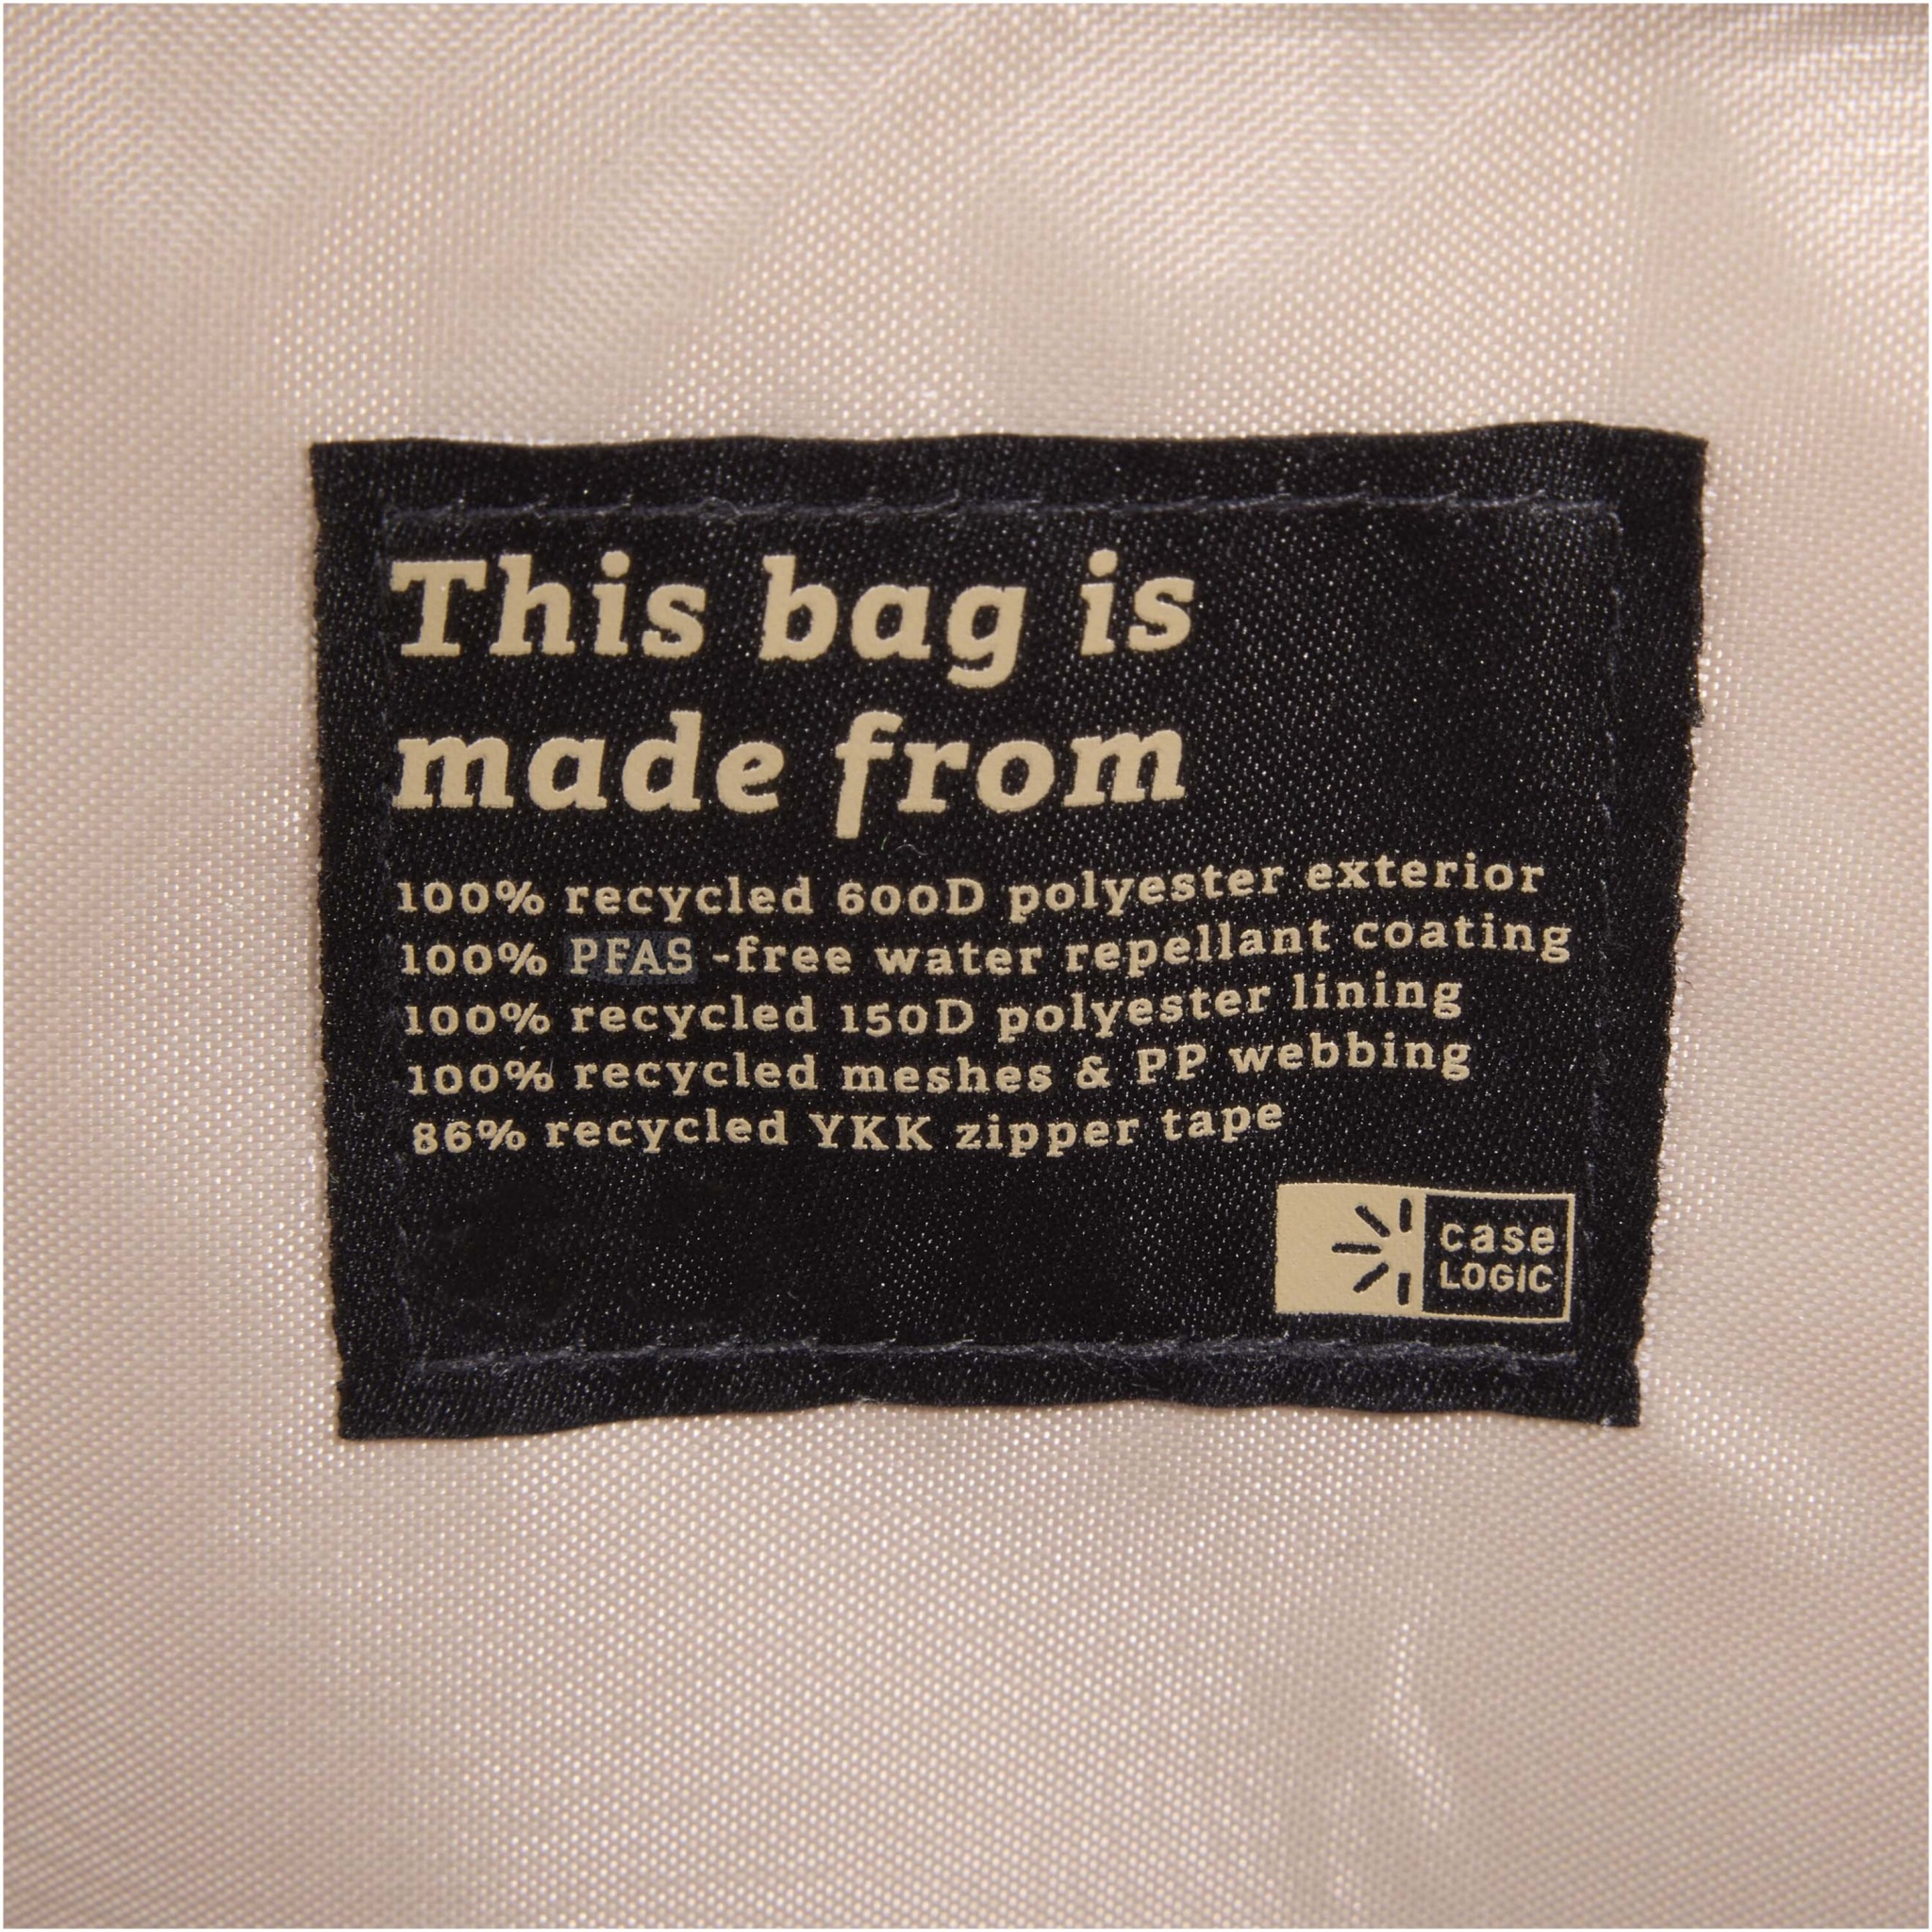 This bag is
made from
100% recycled 600D polyester exterior
100% PFAS -free water repellant coating
100% recycled 150D polyester lining
100% recycled meshes & PP webbing
86% recycled YKK zipper tape
case
LOGIC